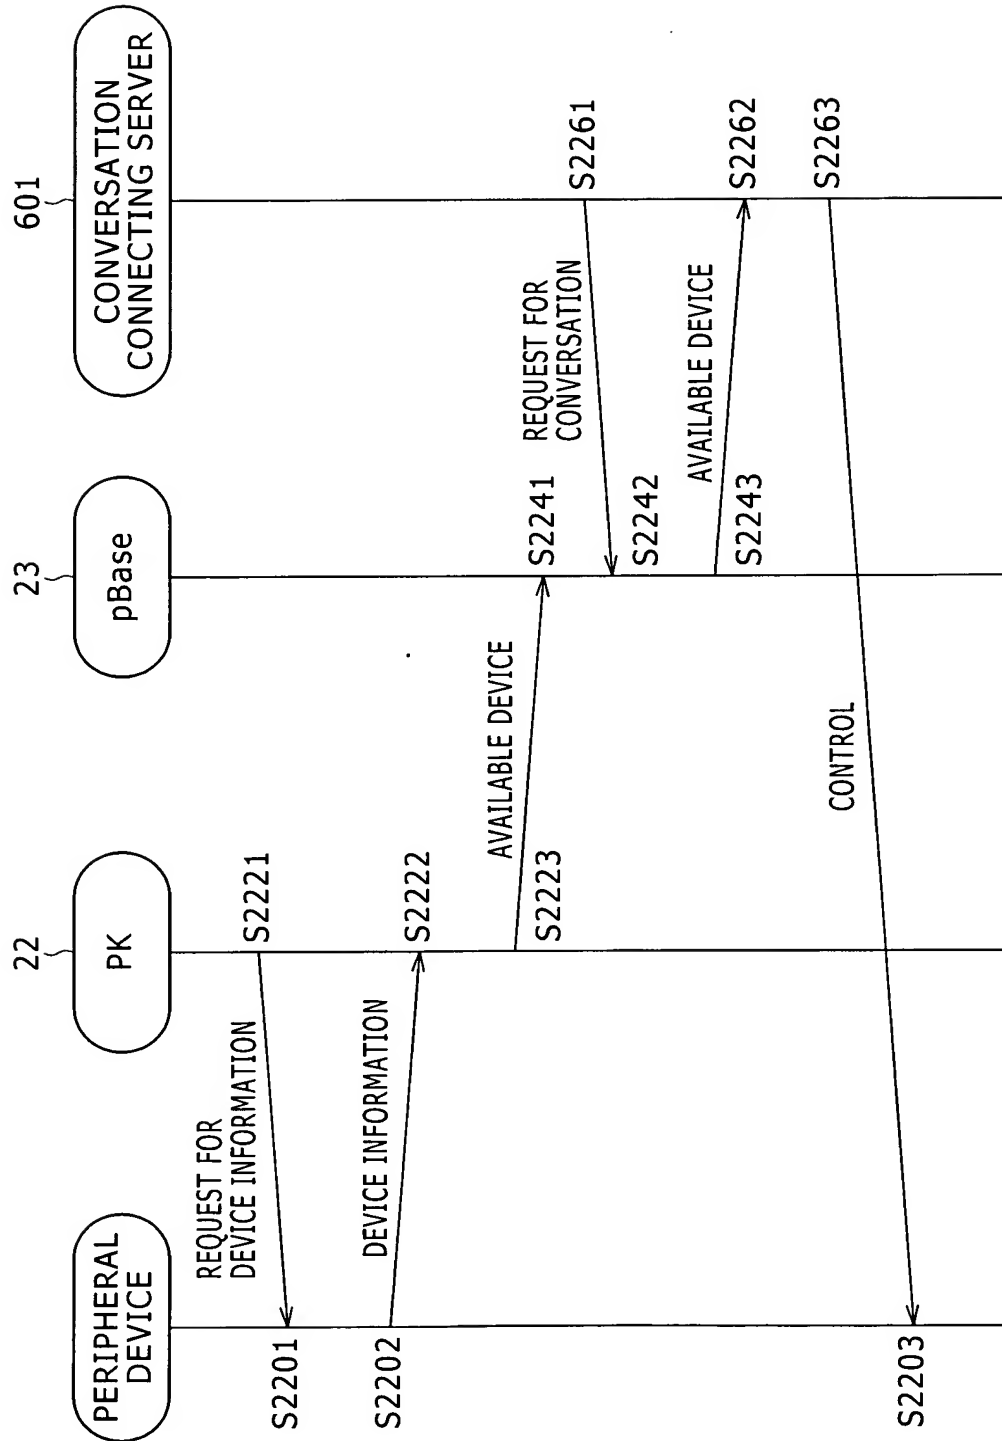 PERIPHERAL
DEVICE
22
PK
23
pBase
601
CONVERSATION
CONNECTING SERVER
REQUEST FOR
DEVICE INFORMATION
S2221
S2201
DEVICE INFORMATION
S2202
S2222
AVAILABLE DEVICE
S2223
S2241
REQUEST FOR
CONVERSATION
S2261
S2242
AVAILABLE DEVICE
S2243
S2262
CONTROL
S2263
S2203